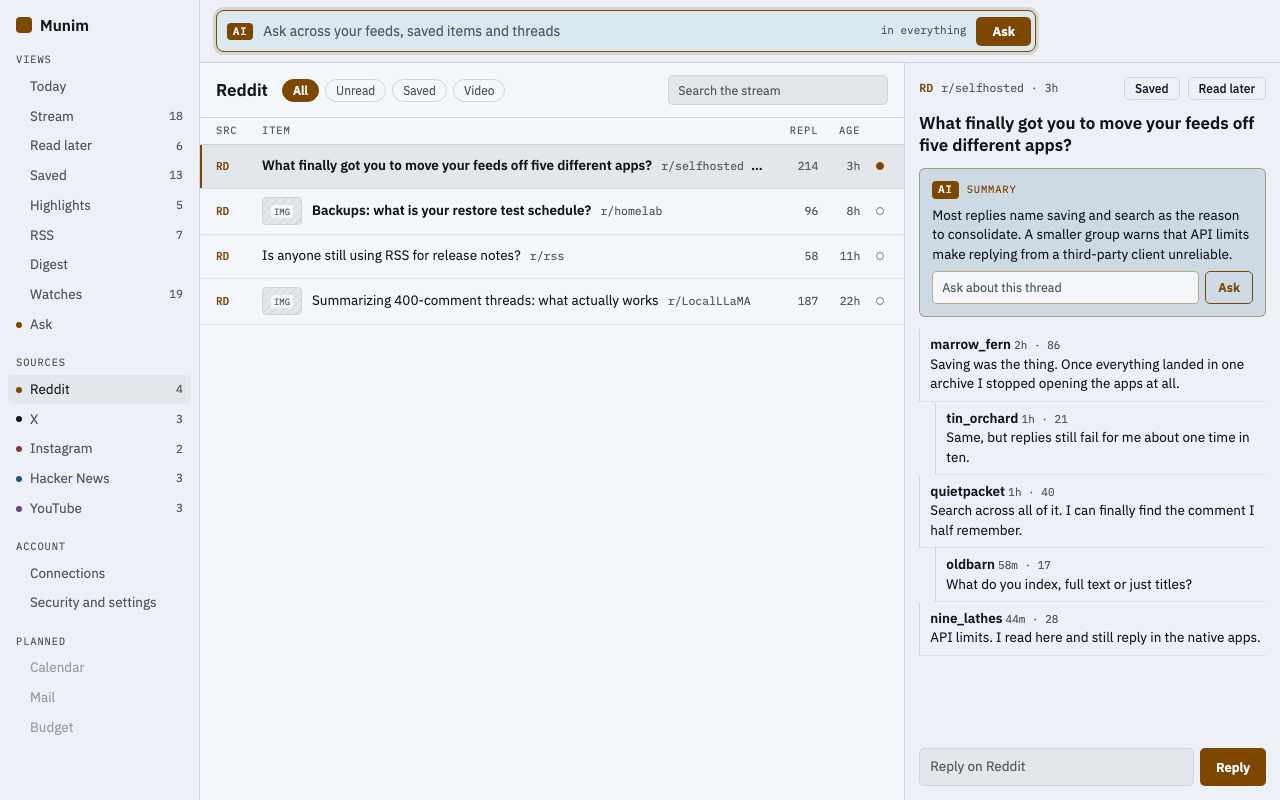 Munim
VIEWS
Today
Stream 18
Read later 6
Saved 13
Highlights 5
RSS 7
Digest
Watches 19
Ask
SOURCES
Reddit 4
X 3
Instagram 2
Hacker News 3
YouTube 3
ACCOUNT
Connections
Security and settings
PLANNED
Calendar
Mail
Budget
AI Ask across your feeds, saved items and threads in everything Ask
Reddit All Unread Saved Video Search the stream
SRC ITEM REPL AGE
RD What finally got you to move your feeds off five different apps? r/selfhosted … 214 3h
RD IMG Backups: what is your restore test schedule? r/homelab 96 8h
RD Is anyone still using RSS for release notes? r/rss 58 11h
RD IMG Summarizing 400-comment threads: what actually works r/LocalLLaMA 187 22h
RD r/selfhosted · 3h Saved Read later
What finally got you to move your feeds off
five different apps?
AI SUMMARY
Most replies name saving and search as the reason
to consolidate. A smaller group warns that API limits
make replying from a third-party client unreliable.
Ask about this thread Ask
marrow_fern 2h · 86
Saving was the thing. Once everything landed in one
archive I stopped opening the apps at all.
tin_orchard 1h · 21
Same, but replies still fail for me about one time in
ten.
quietpacket 1h · 40
Search across all of it. I can finally find the comment I
half remember.
oldbarn 58m · 17
What do you index, full text or just titles?
nine_lathes 44m · 28
API limits. I read here and still reply in the native apps.
Reply on Reddit Reply